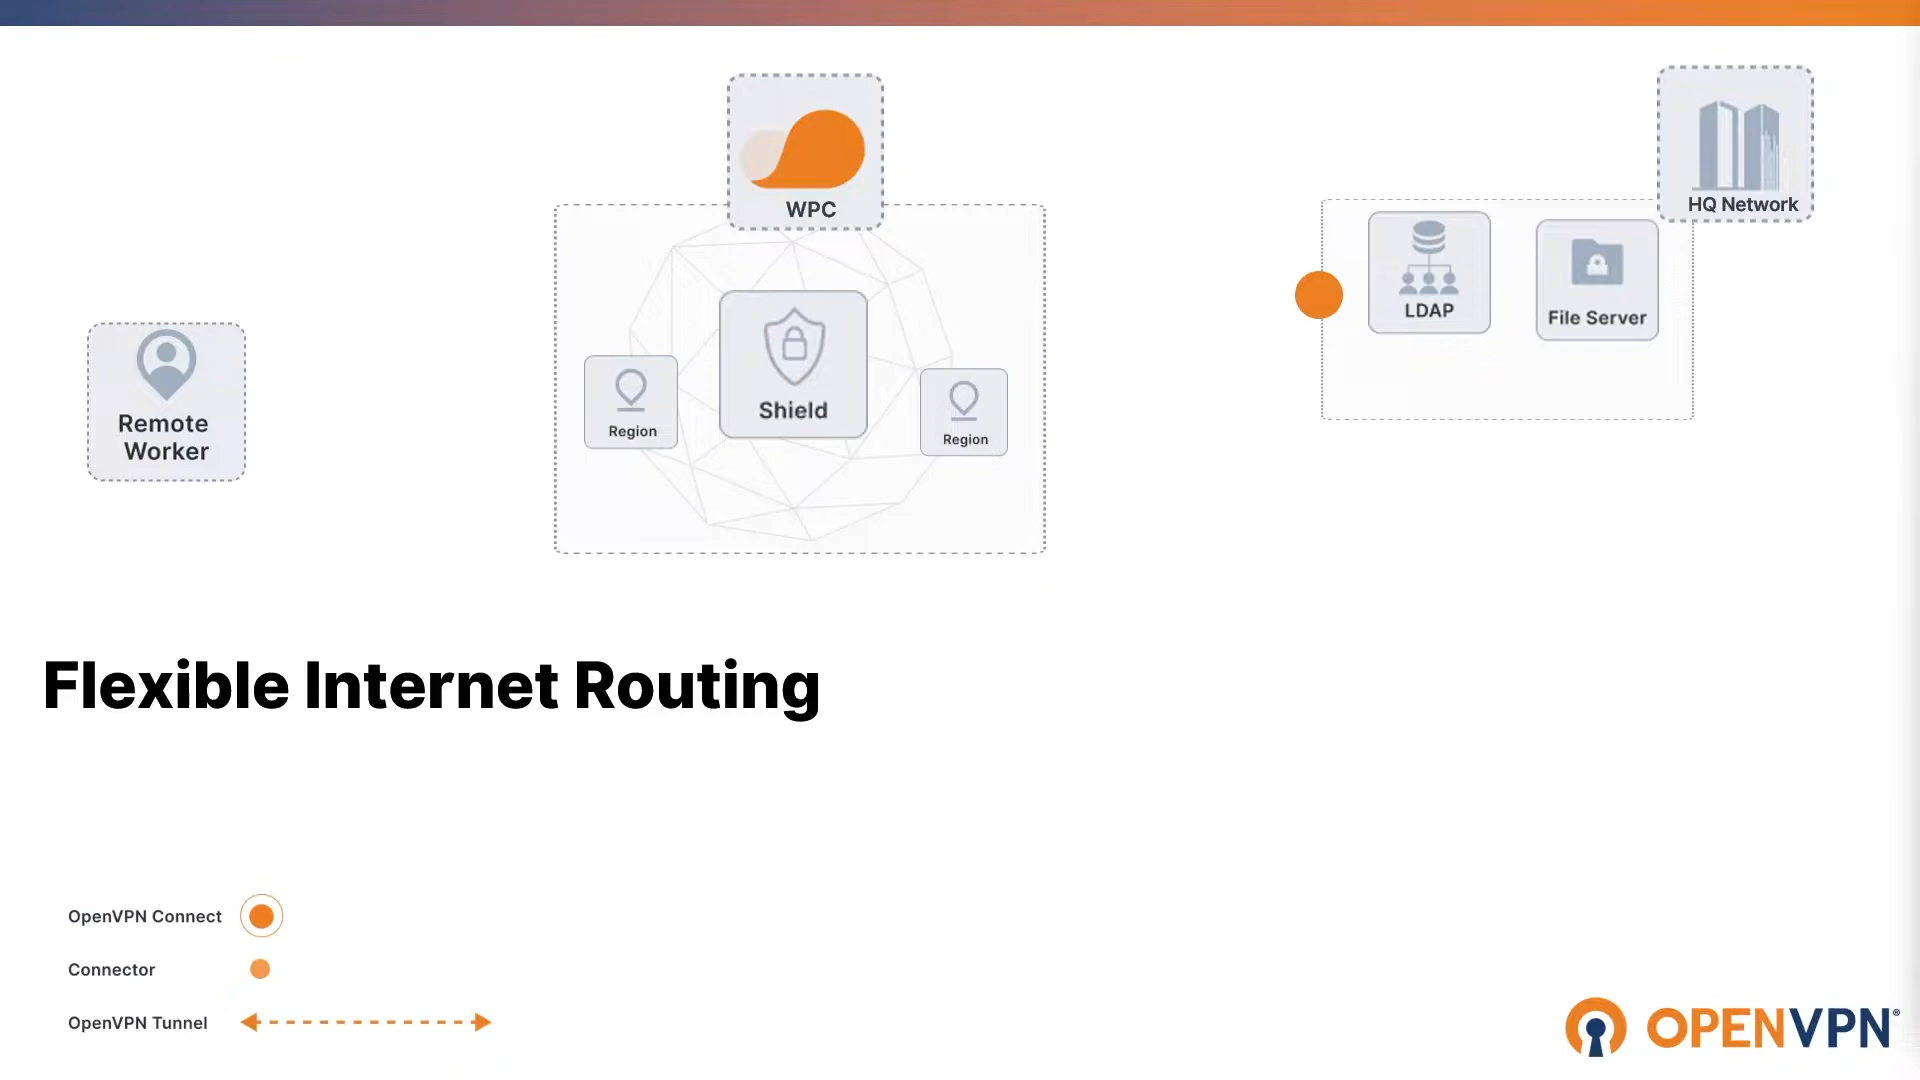 WPC
HQ Network
LDAP
File Server
Remote
Worker
Shield
Region
Region
Flexible Internet Routing
OpenVPN Connect
Connector
OpenVPN Tunnel
OPENVPN®